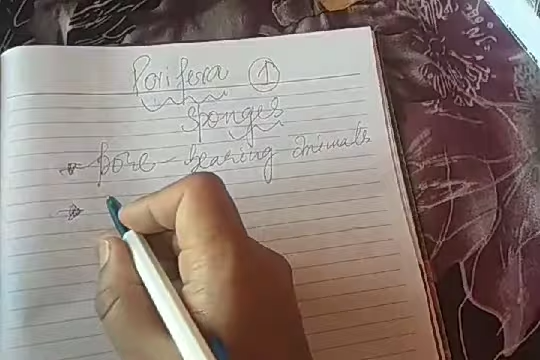 Porifera 1
sponges
* pore - bearing animals
*